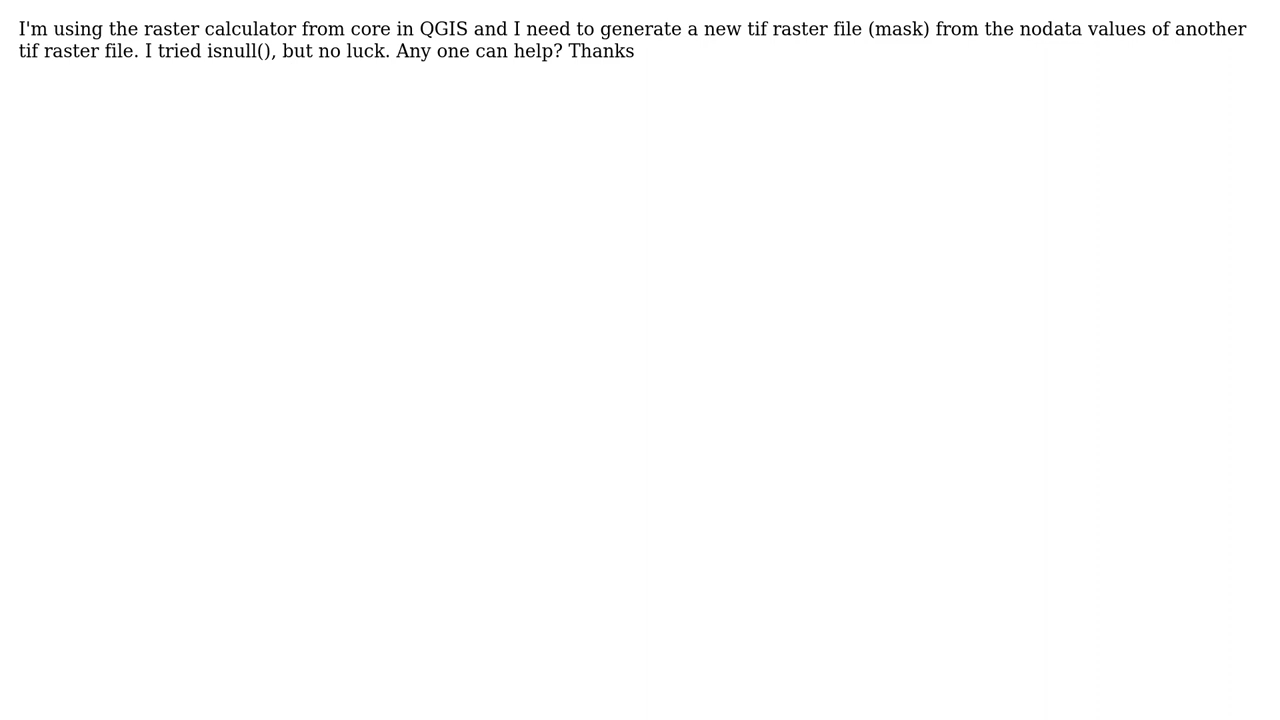 I'm using the raster calculator from core in QGIS and I need to generate a new tif raster file (mask) from the nodata values of another
tif raster file. I tried isnull(), but no luck. Any one can help? Thanks